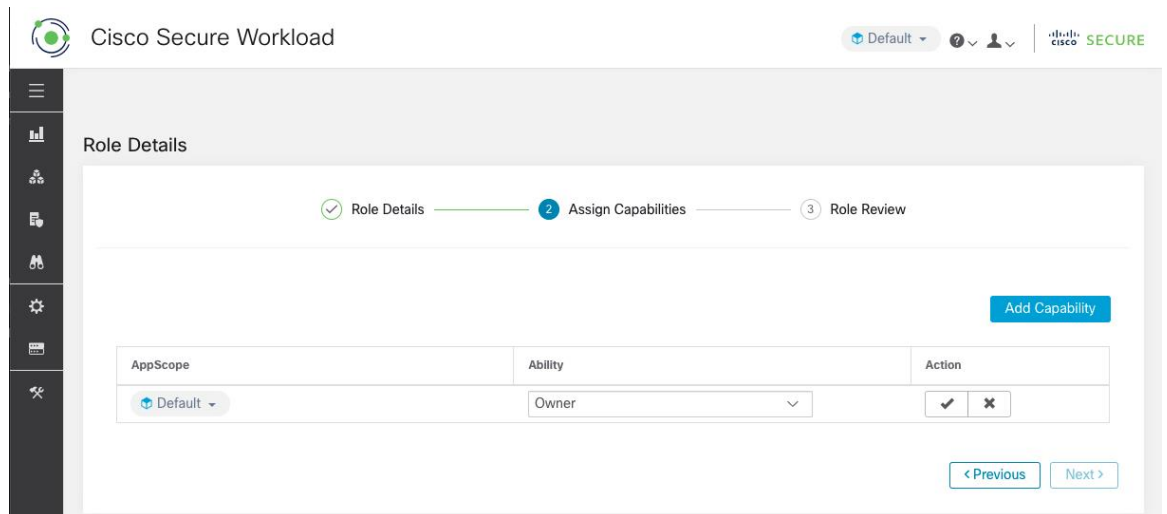 Cisco Secure Workload
Default
CISCO SECURE
Role Details
Role Details
2 Assign Capabilities
3 Role Review
Add Capability
AppScope Ability Action
Default Owner
< Previous Next >